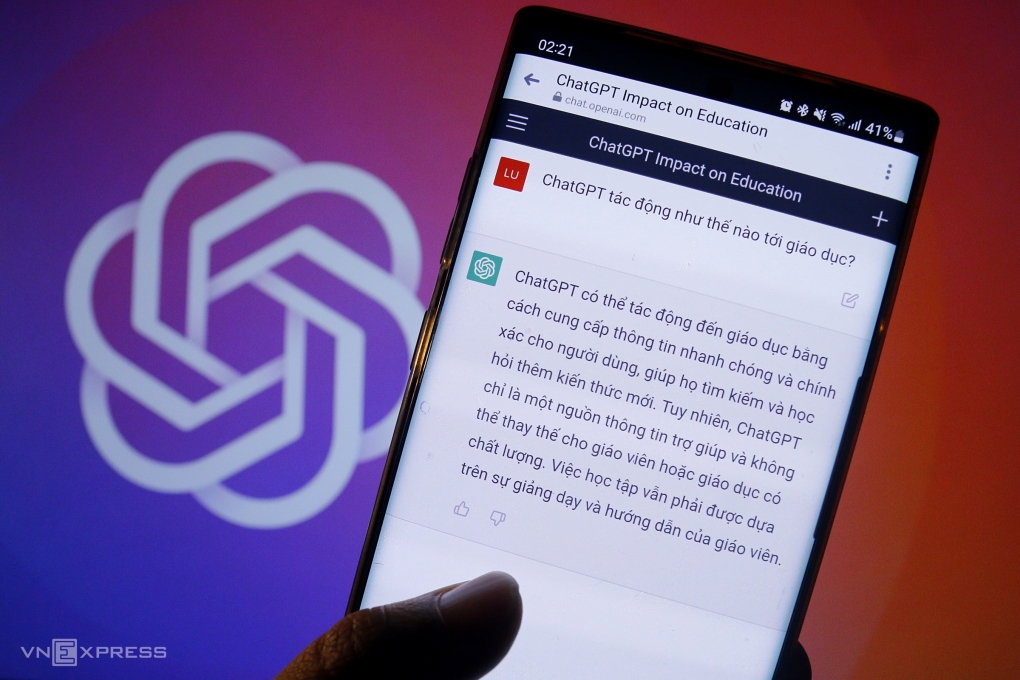 02:21
41%
ChatGPT Impact on Education
chat.openai.com
ChatGPT Impact on Education
LU
ChatGPT tác động như thế nào tới giáo dục?
ChatGPT có thể tác động đến giáo dục bằng
cách cung cấp thông tin nhanh chóng và chính
xác cho người dùng, giúp họ tìm kiếm và học
hỏi thêm kiến thức mới. Tuy nhiên, ChatGPT
chỉ là một nguồn thông tin trợ giúp và không
thể thay thế cho giáo viên hoặc giáo dục có
chất lượng. Việc học tập vẫn phải được dựa
trên sự giảng dạy và hướng dẫn của giáo viên.
VNEXPRESS